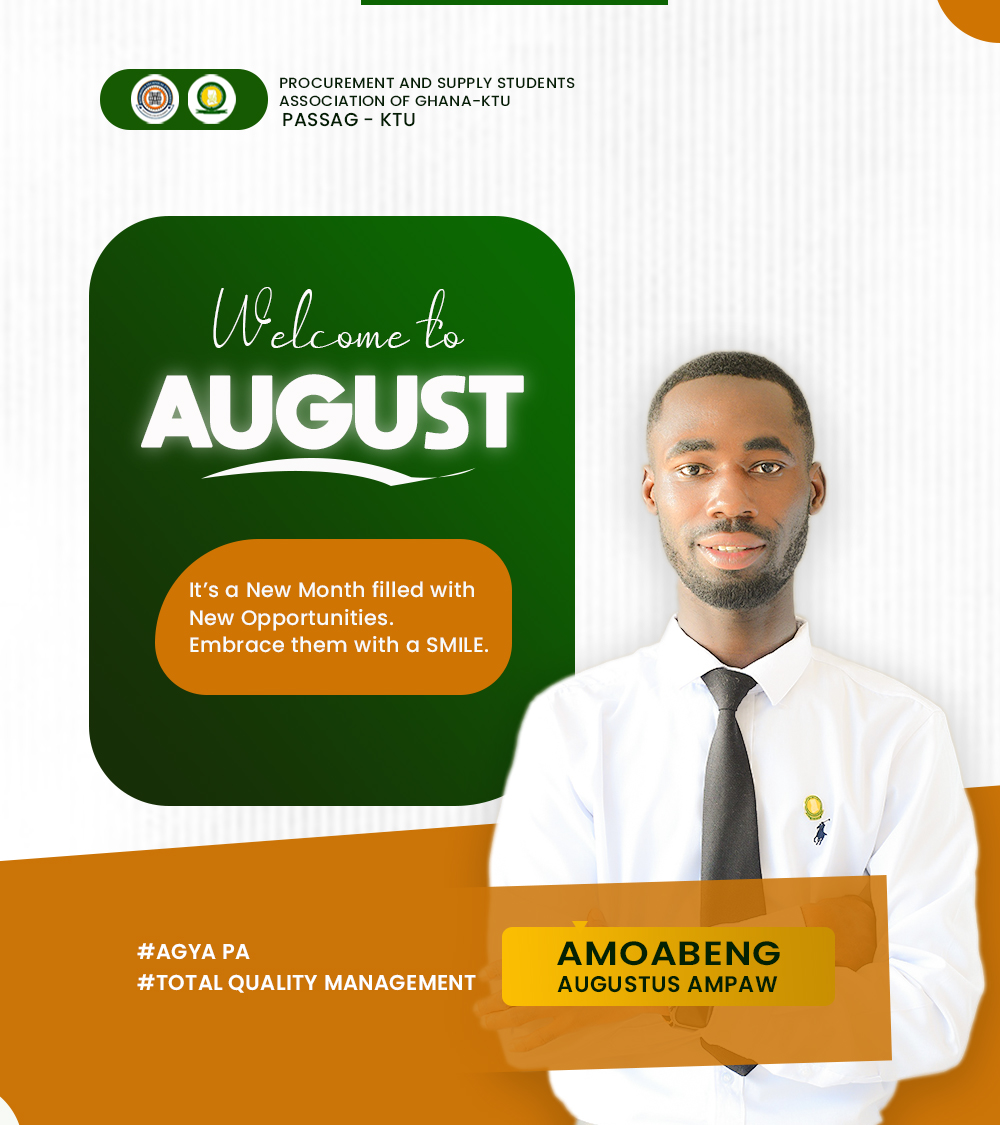 PROCUREMENT AND SUPPLY STUDENTS
ASSOCIATION OF GHANA-KTU
PASSAG - KTU
Welcome to
AUGUST
It's a New Month filled with
New Opportunities.
Embrace them with a SMILE.
#AGYA PA
#TOTAL QUALITY MANAGEMENT
AMOABENG
AUGUSTUS AMPAW